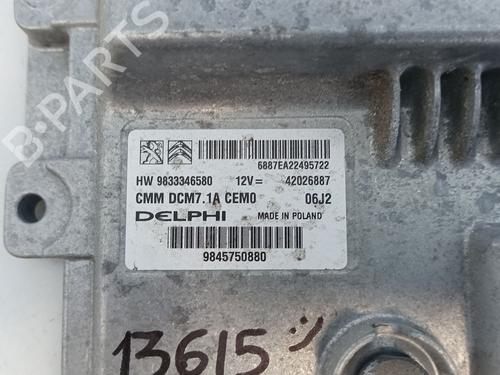 B-PARTS
6887EA22495722
HW 9833346580 12V= 42026887
CMM DCM7.1A CEM0 06J2
DELPHI MADE IN POLAND
9845750880
13615